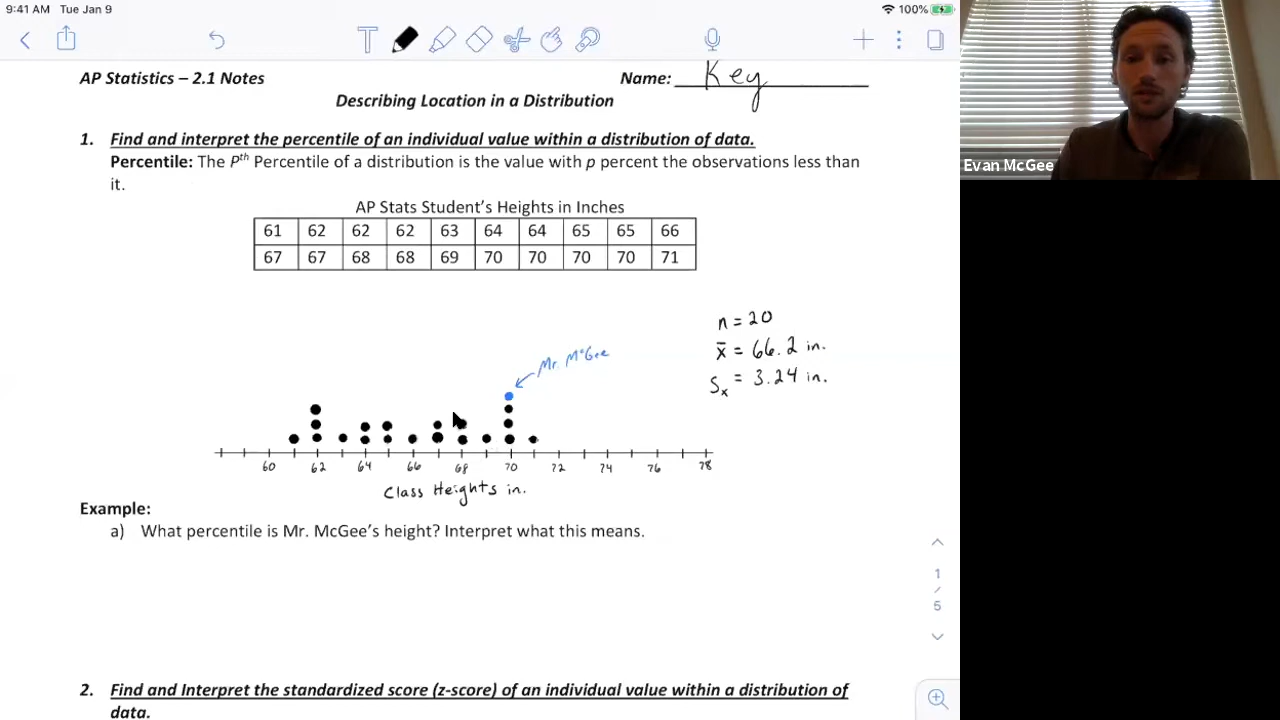 9:41 AM Tue Jan 9
100%
AP Statistics – 2.1 Notes
Name: Key
Describing Location in a Distribution
1. Find and interpret the percentile of an individual value within a distribution of data.
Percentile: The Pth Percentile of a distribution is the value with p percent the observations less than
it.
AP Stats Student's Heights in Inches
61 62 62 62 63 64 64 65 65 66
67 67 68 68 69 70 70 70 70 71
n = 20
x̄ = 66.2 in.
Sx = 3.24 in.
Mr. McGee
60 62 64 66 68 70 72 74 76 78
Class Heights in.
Example:
a) What percentile is Mr. McGee's height? Interpret what this means.
2. Find and Interpret the standardized score (z-score) of an individual value within a distribution of
data.
1
/
5
Evan McGee
T